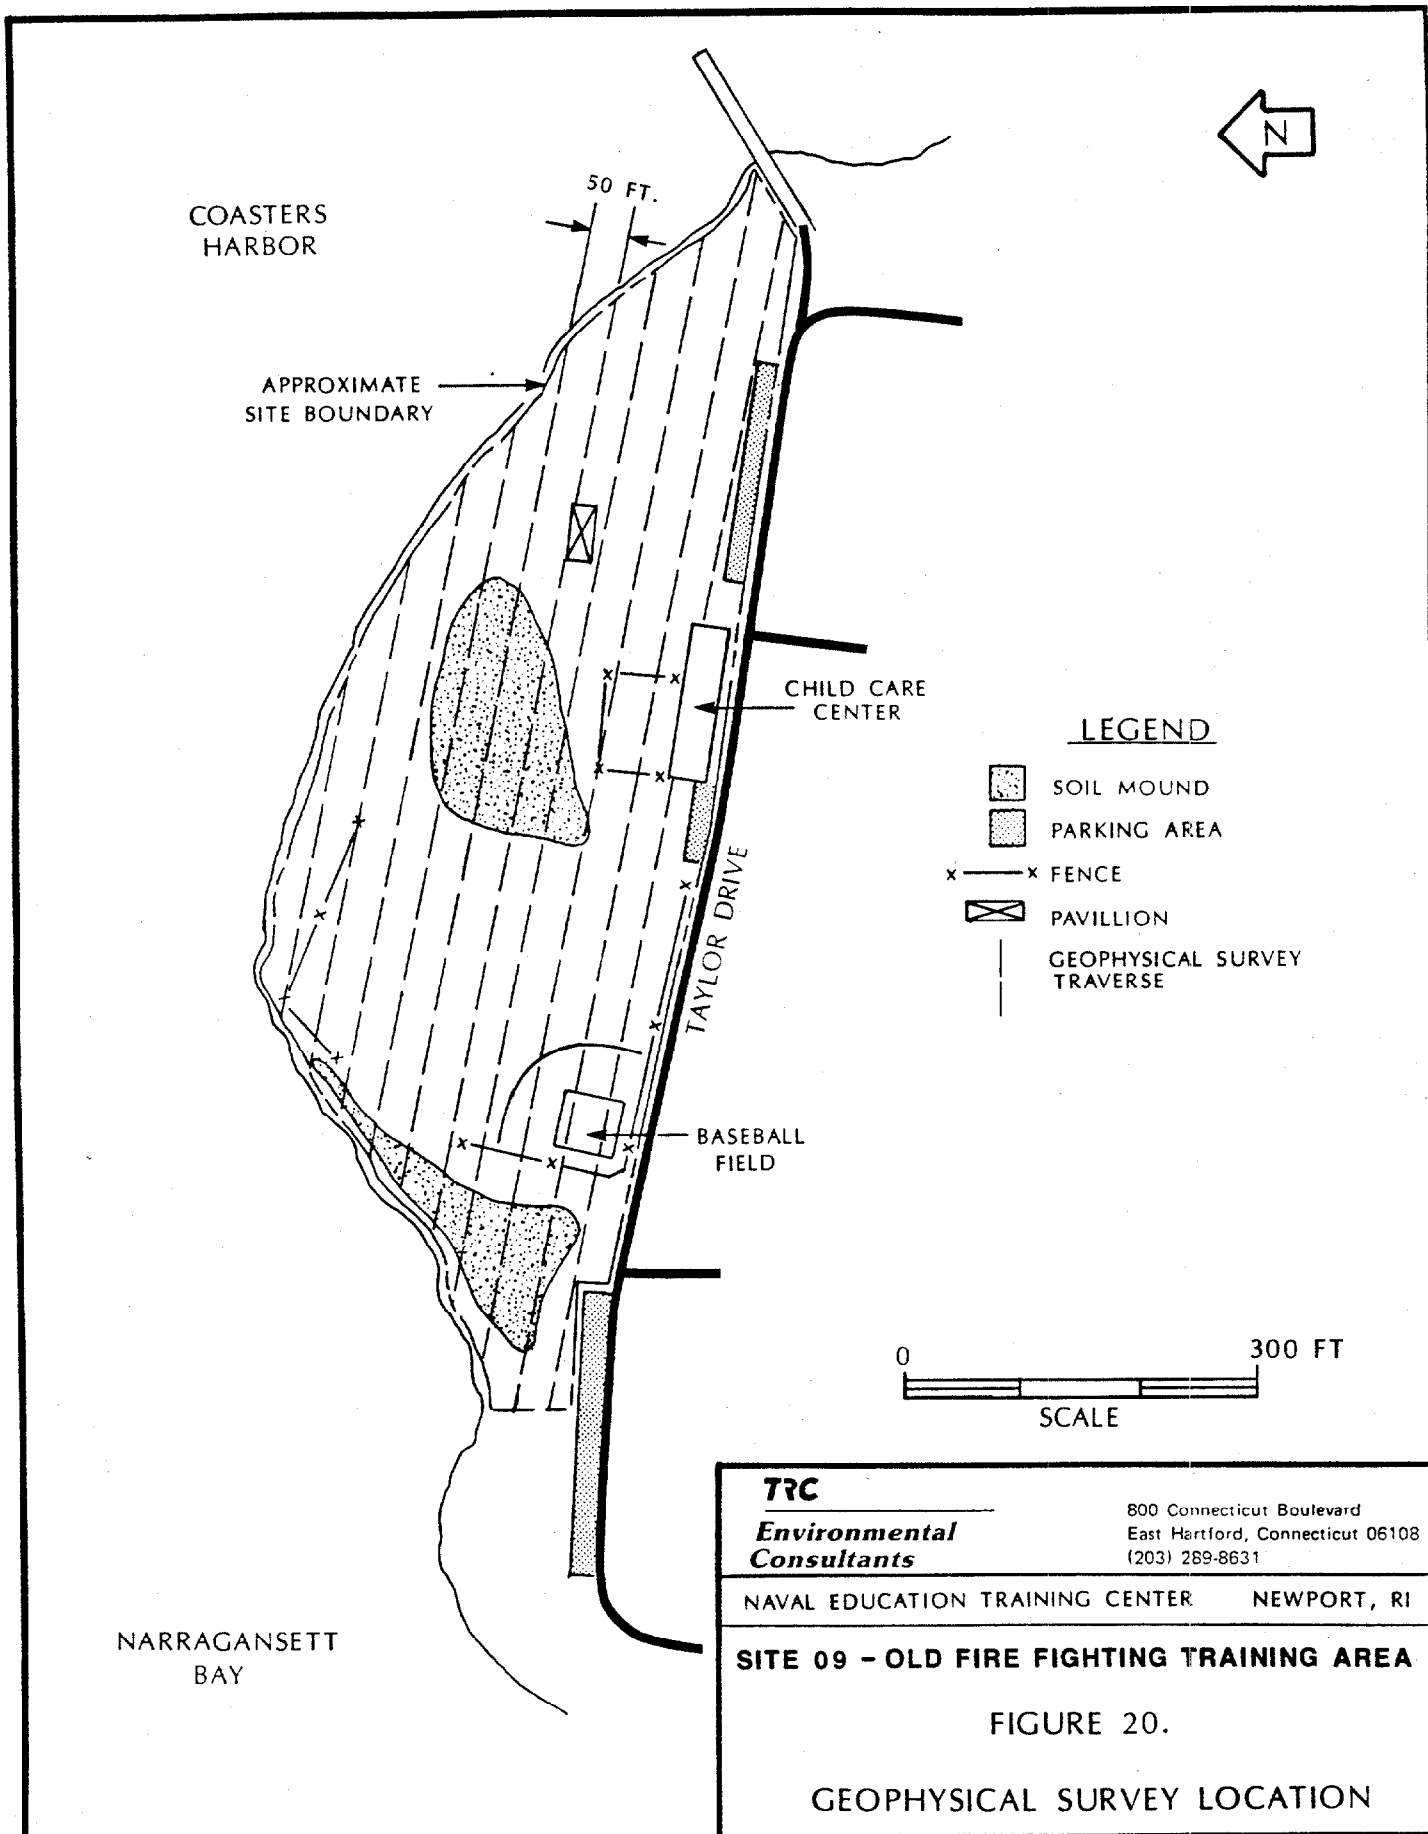 N
50 FT.
COASTERS
HARBOR
APPROXIMATE
SITE BOUNDARY
CHILD CARE
CENTER
LEGEND
SOIL MOUND
PARKING AREA
x x FENCE
PAVILLION
GEOPHYSICAL SURVEY
TRAVERSE
TAYLOR DRIVE
BASEBALL
FIELD
0 300 FT
SCALE
NARRAGANSETT
BAY
TRC
Environmental
Consultants
800 Connecticut Boulevard
East Hartford, Connecticut 06108
(203) 289-8631
NAVAL EDUCATION TRAINING CENTER NEWPORT, RI
SITE 09 - OLD FIRE FIGHTING TRAINING AREA
FIGURE 20.
GEOPHYSICAL SURVEY LOCATION